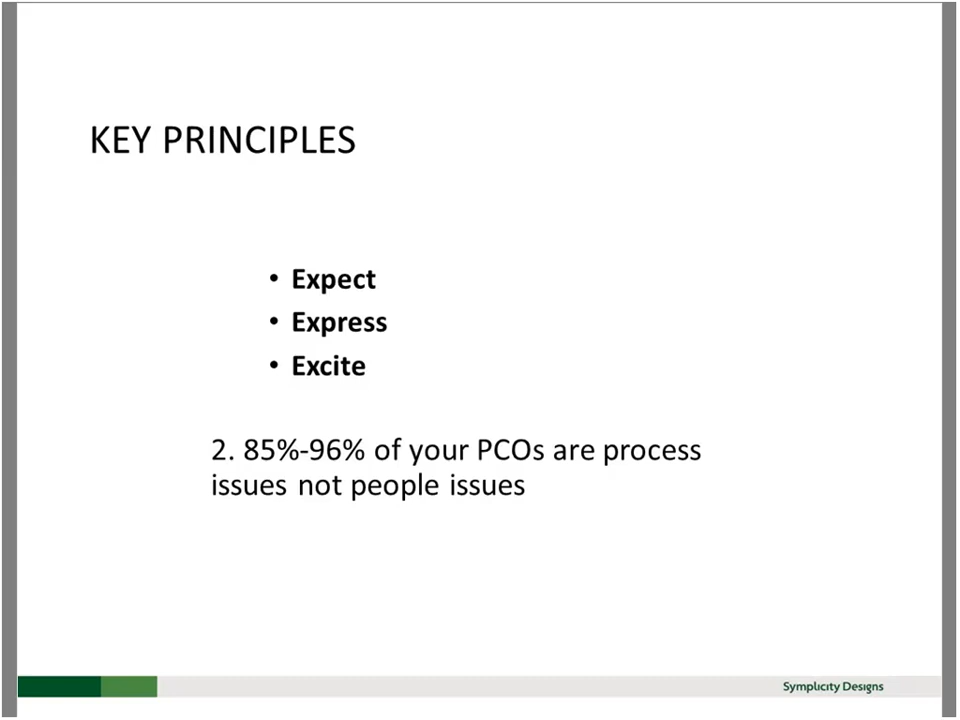 KEY PRINCIPLES
• Expect
• Express
• Excite
2. 85%-96% of your PCOs are process
issues not people issues
Symplicity Designs